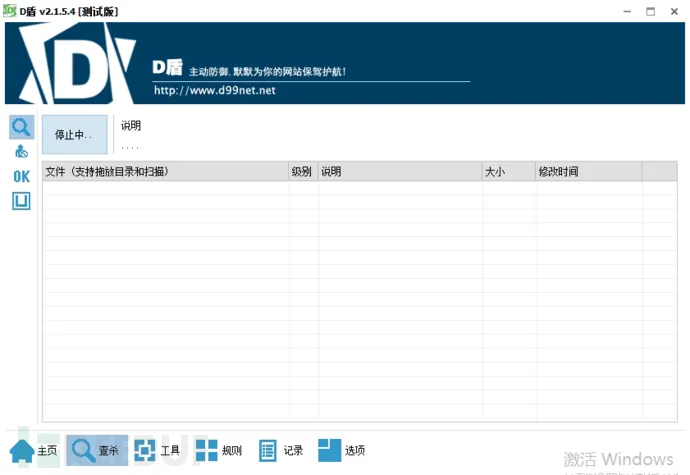 D盾 v2.1.5.4 [测试版]
D
D盾 主动防御,默默为你的网站保驾护航!
http://www.d99net.net
停止中..
说明
....
OK
文件 (支持拖放目录和扫描) 级别 说明 大小 修改时间
主页 查杀 工具 规则 记录 选项
激活 Windows